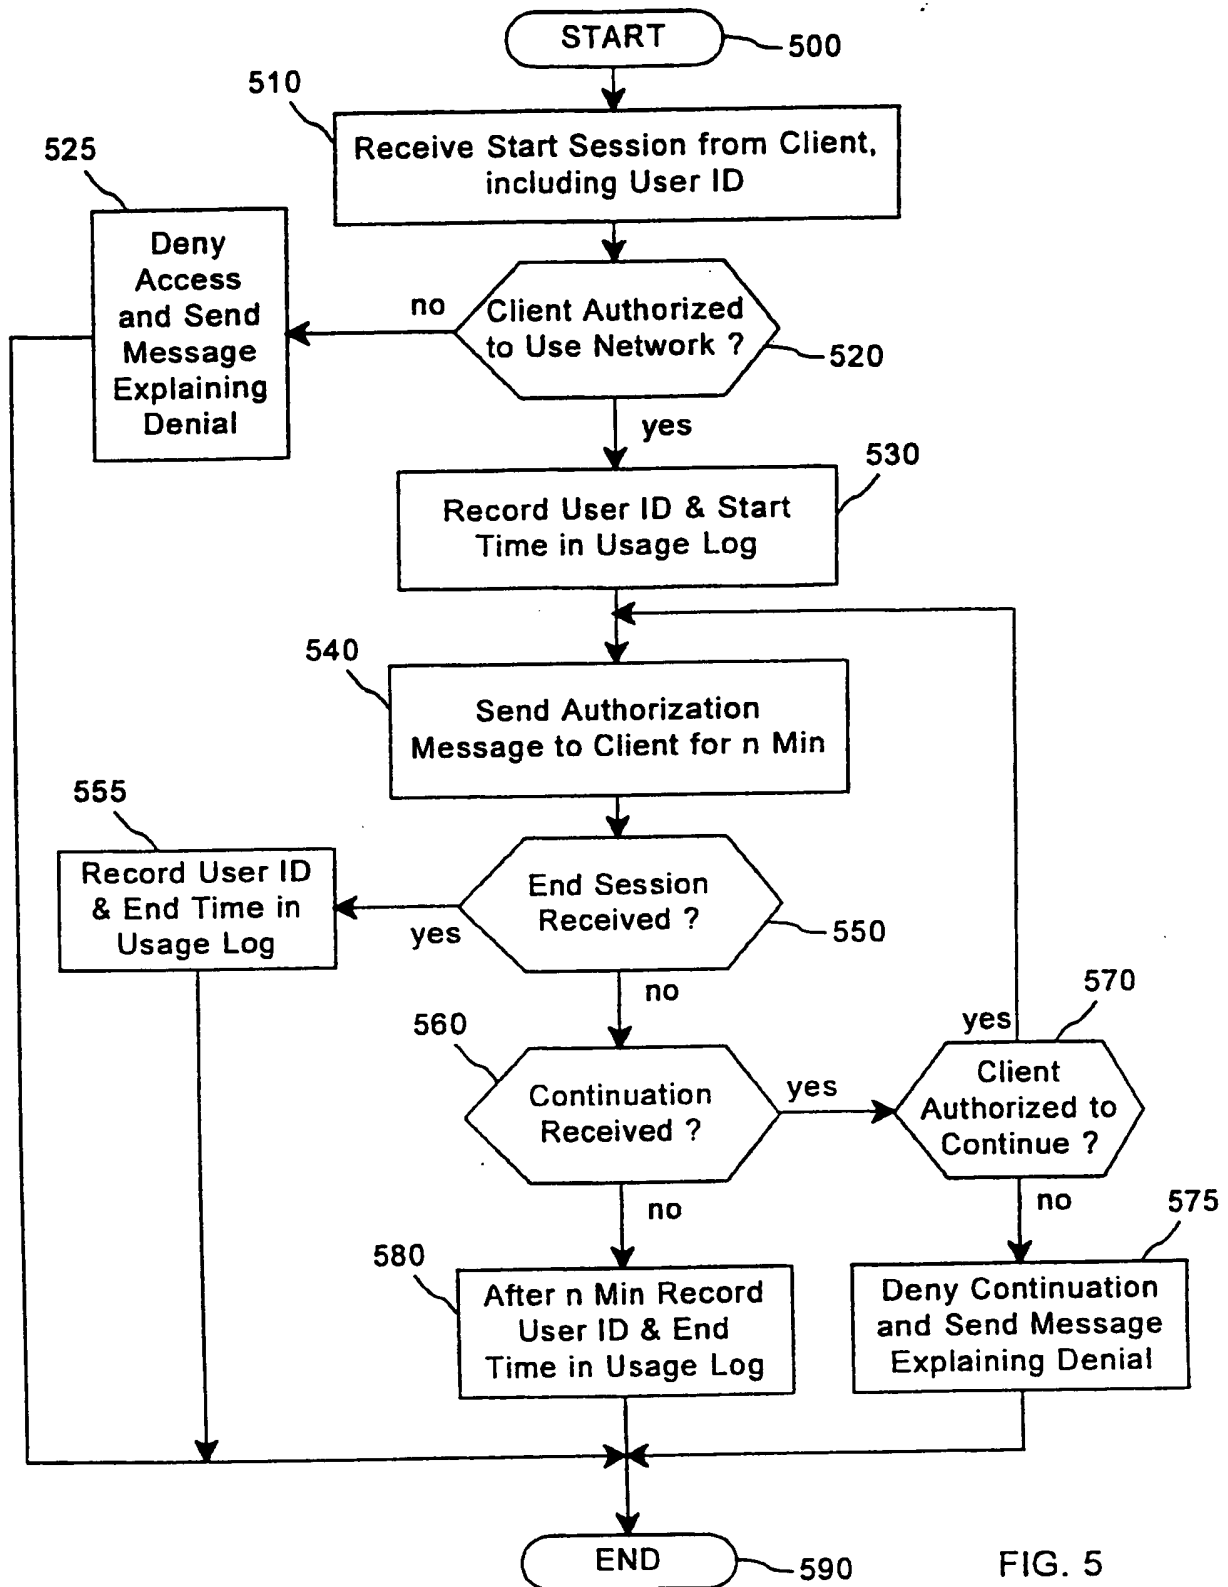 START
500
510
Receive Start Session from Client,
including User ID
525
Deny
Access
and Send
Message
Explaining
Denial
no
Client Authorized
to Use Network ?
520
yes
530
Record User ID & Start
Time in Usage Log
540
Send Authorization
Message to Client for n Min
555
Record User ID
& End Time in
Usage Log
yes
End Session
Received ?
550
no
560
Continuation
Received ?
yes
yes
570
Client
Authorized to
Continue ?
no
no
575
580
After n Min Record
User ID & End
Time in Usage Log
Deny Continuation
and Send Message
Explaining Denial
END
590
FIG. 5